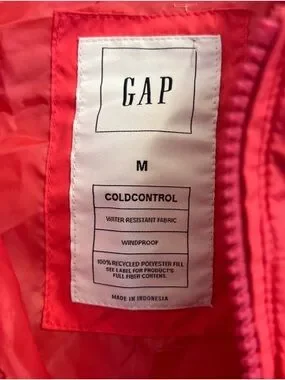 GAP
M
COLDCONTROL
WATER RESISTANT FABRIC
WINDPROOF
100% RECYCLED POLYESTER FILL
SEE LABEL FOR PRODUCT'S
FULL FIBER CONTENT.
MADE IN INDONESIA